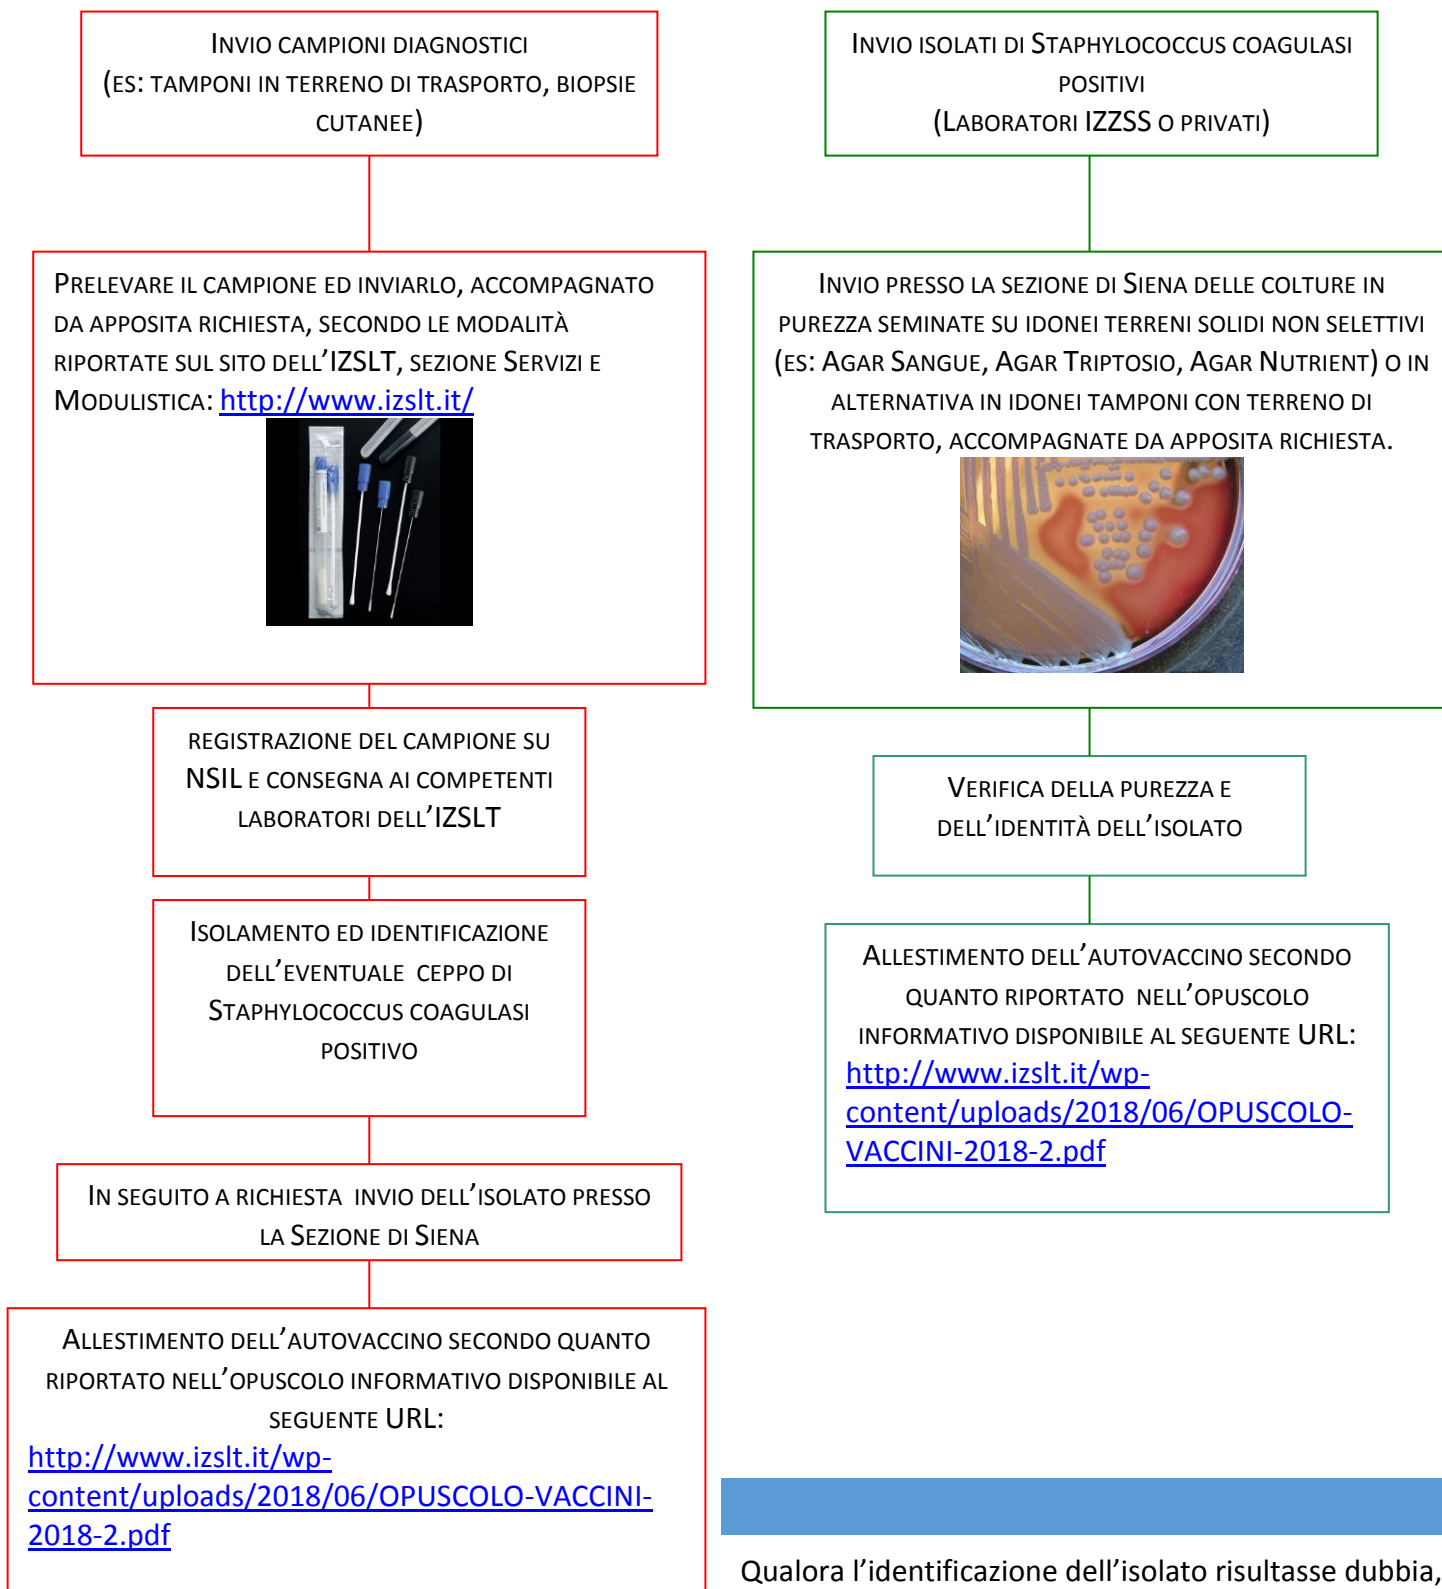 INVIO CAMPIONI DIAGNOSTICI
(ES: TAMPONI IN TERRENO DI TRASPORTO, BIOPSIE
CUTANEE)
PRELEVARE IL CAMPIONE ED INVIARLO, ACCOMPAGNATO
DA APPOSITA RICHIESTA, SECONDO LE MODALITÀ
RIPORTATE SUL SITO DELL’IZSLT, SEZIONE SERVIZI E
MODULISTICA: http://www.izslt.it/
REGISTRAZIONE DEL CAMPIONE SU
NSIL E CONSEGNA AI COMPETENTI
LABORATORI DELL’IZSLT
ISOLAMENTO ED IDENTIFICAZIONE
DELL’EVENTUALE CEPPO DI
STAPHYLOCOCCUS COAGULASI
POSITIVO
IN SEGUITO A RICHIESTA INVIO DELL’ISOLATO PRESSO
LA SEZIONE DI SIENA
ALLESTIMENTO DELL’AUTOVACCINO SECONDO QUANTO
RIPORTATO NELL’OPUSCOLO INFORMATIVO DISPONIBILE AL
SEGUENTE URL:
http://www.izslt.it/wp-
content/uploads/2018/06/OPUSCOLO-VACCINI-
2018-2.pdf
INVIO ISOLATI DI STAPHYLOCOCCUS COAGULASI
POSITIVI
(LABORATORI IZZSS O PRIVATI)
INVIO PRESSO LA SEZIONE DI SIENA DELLE COLTURE IN
PUREZZA SEMINATE SU IDONEI TERRENI SOLIDI NON SELETTIVI
(ES: AGAR SANGUE, AGAR TRIPTOSIO, AGAR NUTRIENT) O IN
ALTERNATIVA IN IDONEI TAMPONI CON TERRENO DI
TRASPORTO, ACCOMPAGNATE DA APPOSITA RICHIESTA.
VERIFICA DELLA PUREZZA E
DELL’IDENTITÀ DELL’ISOLATO
ALLESTIMENTO DELL’AUTOVACCINO SECONDO
QUANTO RIPORTATO NELL’OPUSCOLO
INFORMATIVO DISPONIBILE AL SEGUENTE URL:
http://www.izslt.it/wp-
content/uploads/2018/06/OPUSCOLO-
VACCINI-2018-2.pdf
Qualora l’identificazione dell’isolato risultasse dubbia,